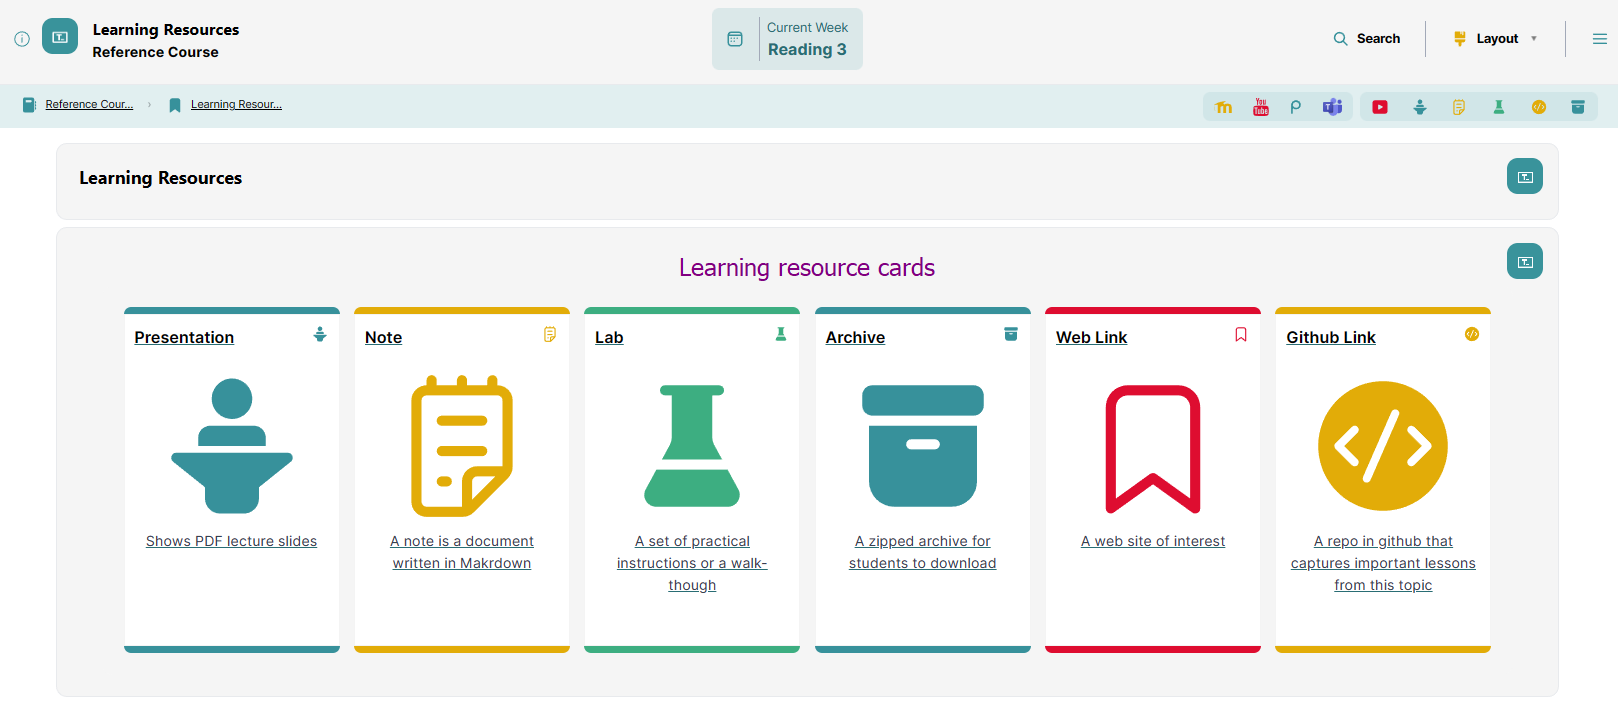 Learning Resources
Reference Course
Current Week
Reading 3
Search
Layout
Reference Cour...
Learning Resour...
Learning Resources
Learning resource cards
Presentation
Shows PDF lecture slides
Note
A note is a document
written in Makrdown
Lab
A set of practical
instructions or a walk-
though
Archive
A zipped archive for
students to download
Web Link
A web site of interest
Github Link
A repo in github that
captures important lessons
from this topic